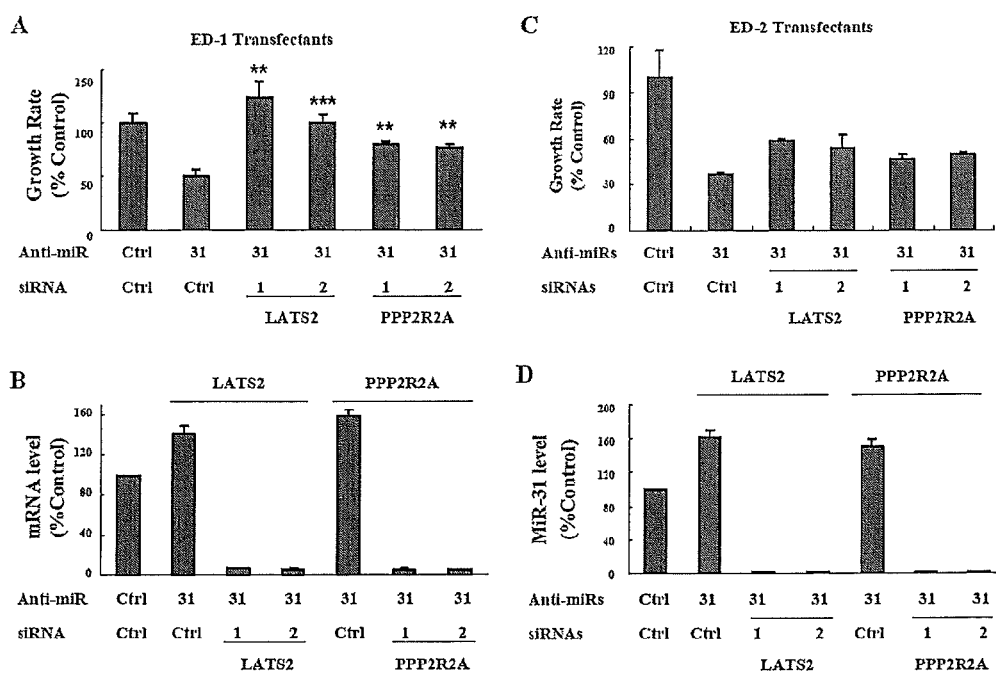 A
ED-1 Transfectants
Growth Rate
(% Control)
150
100
50
0
**
***
**
**
Anti-miR Ctrl 31 31 31 31 31
siRNA Ctrl Ctrl 1 2 1 2
LATS2 PPP2R2A
C
ED-2 Transfectants
Growth Rate
(% Control)
120
90
60
30
0
Anti-miRs Ctrl 31 31 31 31 31
siRNAs Ctrl Ctrl 1 2 1 2
LATS2 PPP2R2A
B
LATS2 PPP2R2A
mRNA level
(%Control)
160
120
80
40
0
Anti-miR Ctrl 31 31 31 31 31 31
siRNA Ctrl Ctrl 1 2 Ctrl 1 2
LATS2 PPP2R2A
D
LATS2 PPP2R2A
MiR-31 level
(%Control)
200
160
120
80
40
0
Anti-miRs Ctrl 31 31 31 31 31 31
siRNAs Ctrl Ctrl 1 2 Ctrl 1 2
LATS2 PPP2R2A